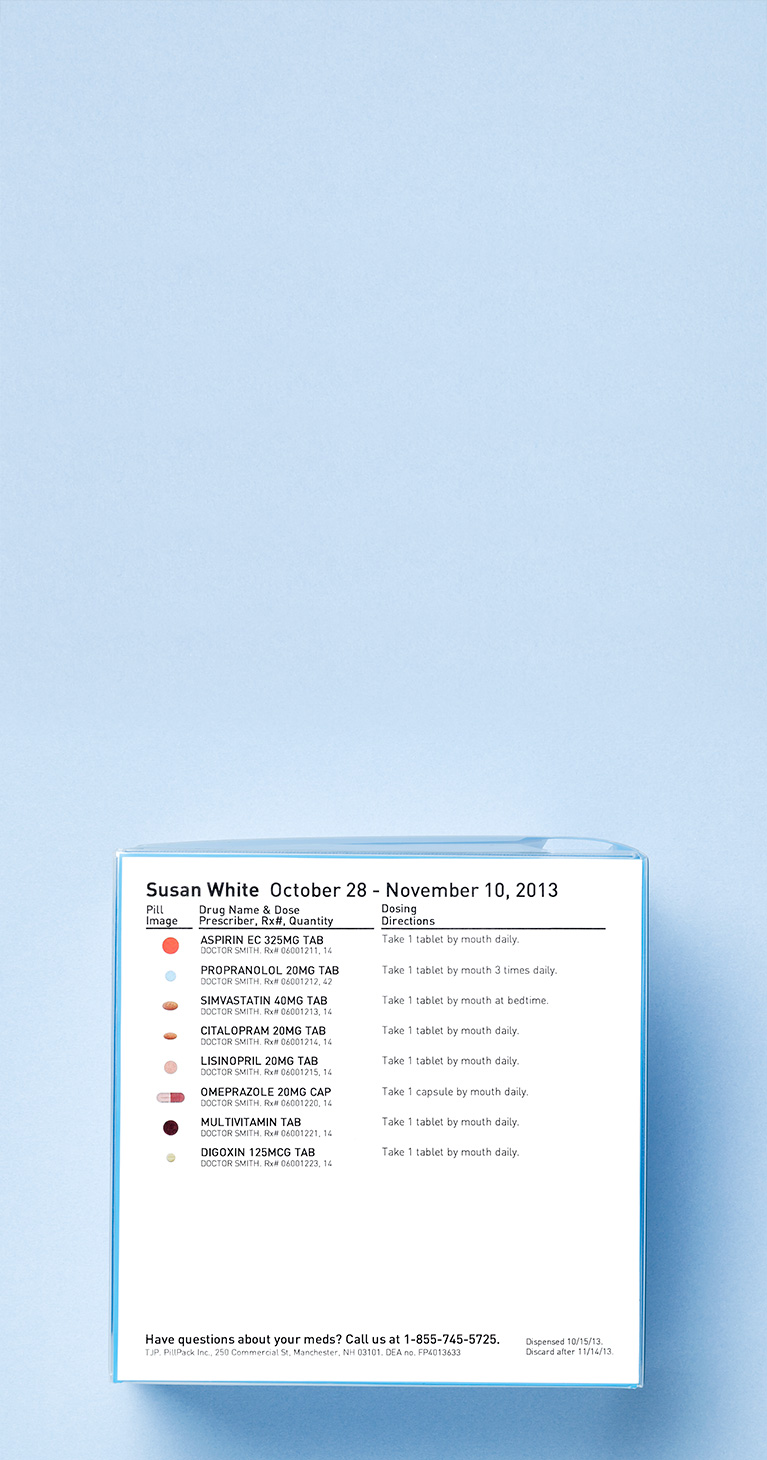 Susan White October 28 - November 10, 2013
Pill Image
Drug Name & Dose
Prescriber, Rx#, Quantity
Dosing Directions
ASPIRIN EC 325MG TAB
DOCTOR SMITH. Rx# 06001211, 14
Take 1 tablet by mouth daily.
PROPRANOLOL 20MG TAB
DOCTOR SMITH. Rx# 06001212, 42
Take 1 tablet by mouth 3 times daily.
SIMVASTATIN 40MG TAB
DOCTOR SMITH. Rx# 06001213, 14
Take 1 tablet by mouth at bedtime.
CITALOPRAM 20MG TAB
DOCTOR SMITH. Rx# 06001214, 14
Take 1 tablet by mouth daily.
LISINOPRIL 20MG TAB
DOCTOR SMITH. Rx# 06001215, 14
Take 1 tablet by mouth daily.
OMEPRAZOLE 20MG CAP
DOCTOR SMITH. Rx# 06001220, 14
Take 1 capsule by mouth daily.
MULTIVITAMIN TAB
DOCTOR SMITH. Rx# 06001221, 14
Take 1 tablet by mouth daily.
DIGOXIN 125MCG TAB
DOCTOR SMITH. Rx# 06001223, 14
Take 1 tablet by mouth daily.
Have questions about your meds? Call us at 1-855-745-5725.
TJP. PillPack Inc., 250 Commercial St, Manchester, NH 03101. DEA no. FP4013633
Dispensed 10/15/13.
Discard after 11/14/13.